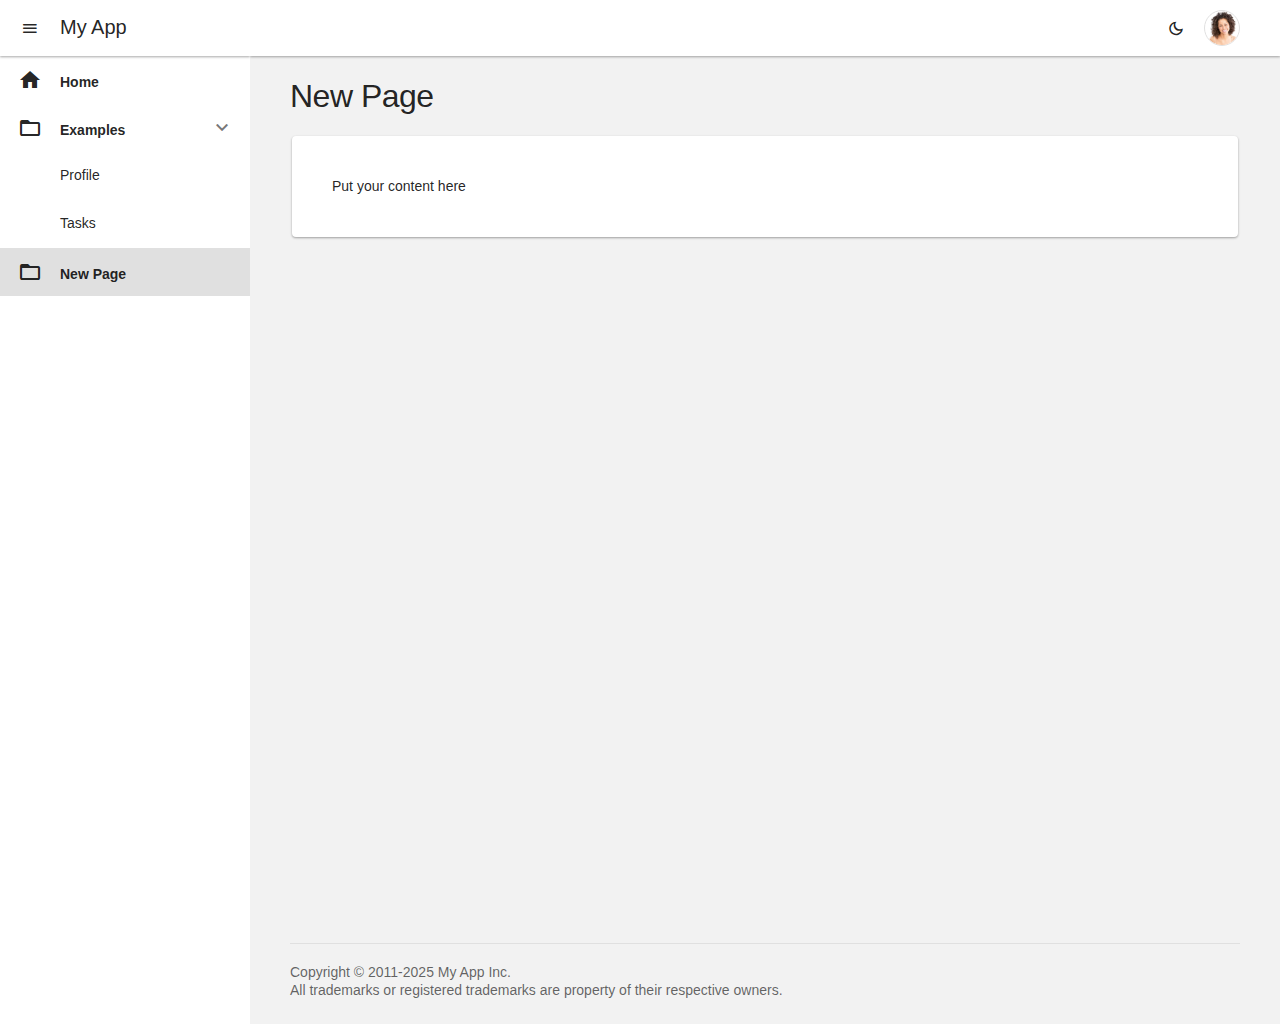 My App
Home
Examples
Profile
Tasks
New Page
New Page
Put your content here
Copyright © 2011-2025 My App Inc.
All trademarks or registered trademarks are property of their respective owners.